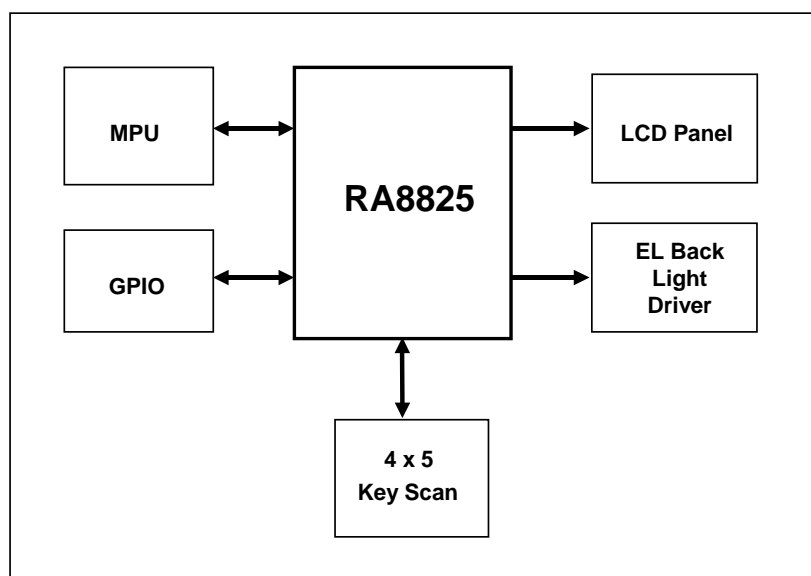 MPU
LCD Panel
RA8825
GPIO
EL Back
Light
Driver
4 x 5
Key Scan